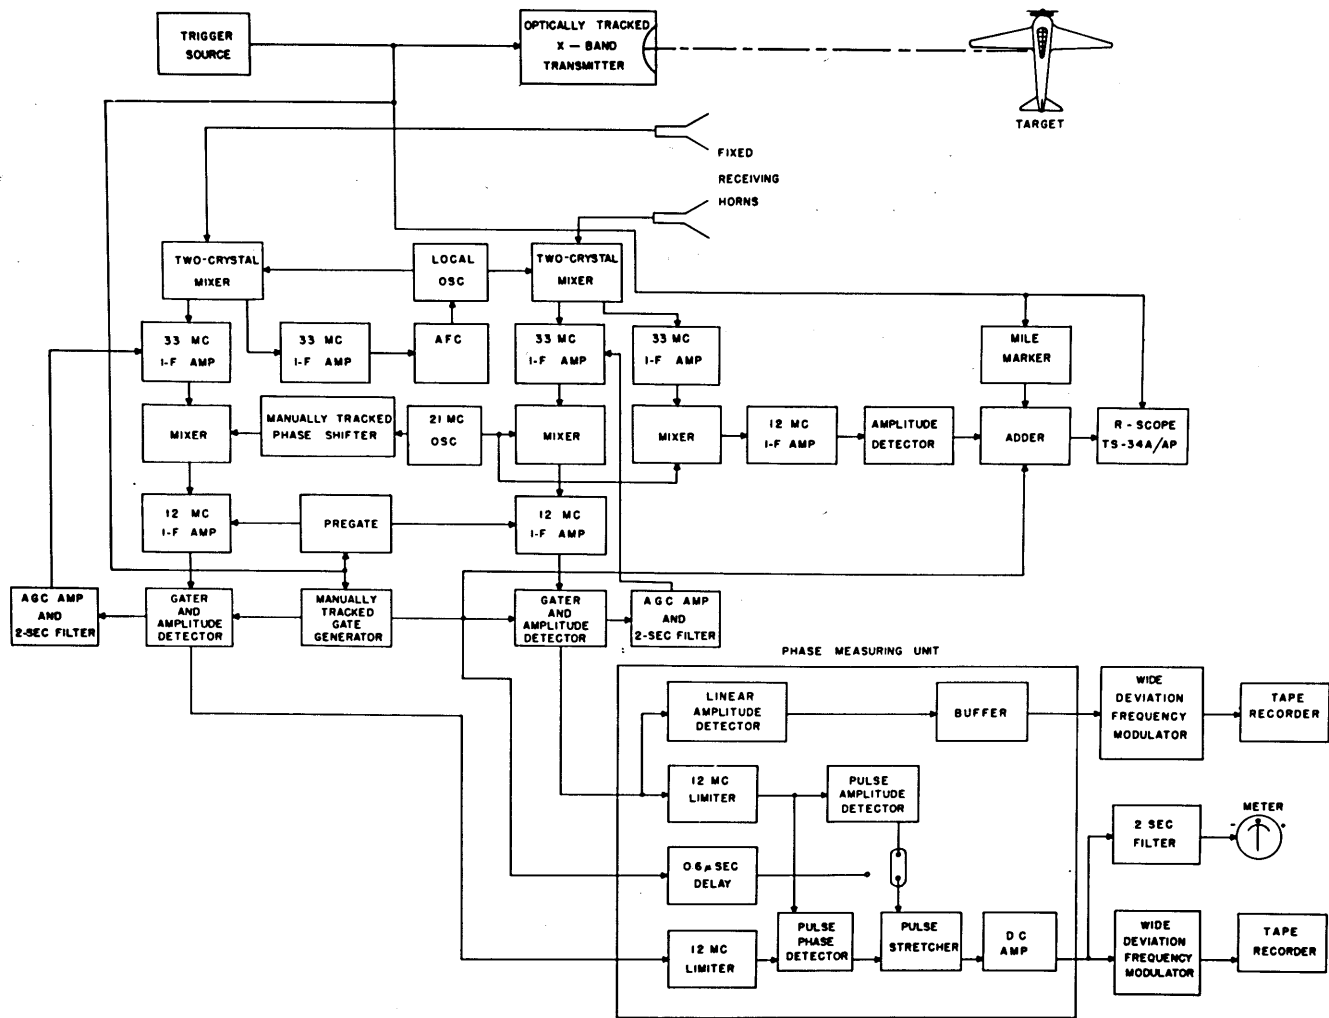 TRIGGER
SOURCE
OPTICALLY TRACKED
X — BAND
TRANSMITTER
TARGET
FIXED
RECEIVING
HORNS
TWO-CRYSTAL
MIXER
LOCAL
OSC
TWO-CRYSTAL
MIXER
33 MC
I-F AMP
33 MC
I-F AMP
AFC
33 MC
I-F AMP
33 MC
I-F AMP
MILE
MARKER
MIXER
MANUALLY TRACKED
PHASE SHIFTER
21 MC
OSC
MIXER
MIXER
12 MC
I-F AMP
AMPLITUDE
DETECTOR
ADDER
R - SCOPE
TS-34A/AP
12 MC
I-F AMP
PREGATE
12 MC
I-F AMP
AGC AMP
AND
2-SEC FILTER
GATER
AND
AMPLITUDE
DETECTOR
MANUALLY
TRACKED
GATE
GENERATOR
GATER
AND
AMPLITUDE
DETECTOR
AGC AMP
AND
2-SEC FILTER
PHASE MEASURING UNIT
LINEAR
AMPLITUDE
DETECTOR
BUFFER
WIDE
DEVIATION
FREQUENCY
MODULATOR
TAPE
RECORDER
12 MC
LIMITER
PULSE
AMPLITUDE
DETECTOR
2 SEC
FILTER
METER
- +
0.6 μ SEC
DELAY
12 MC
LIMITER
PULSE
PHASE
DETECTOR
PULSE
STRETCHER
D C
AMP
WIDE
DEVIATION
FREQUENCY
MODULATOR
TAPE
RECORDER